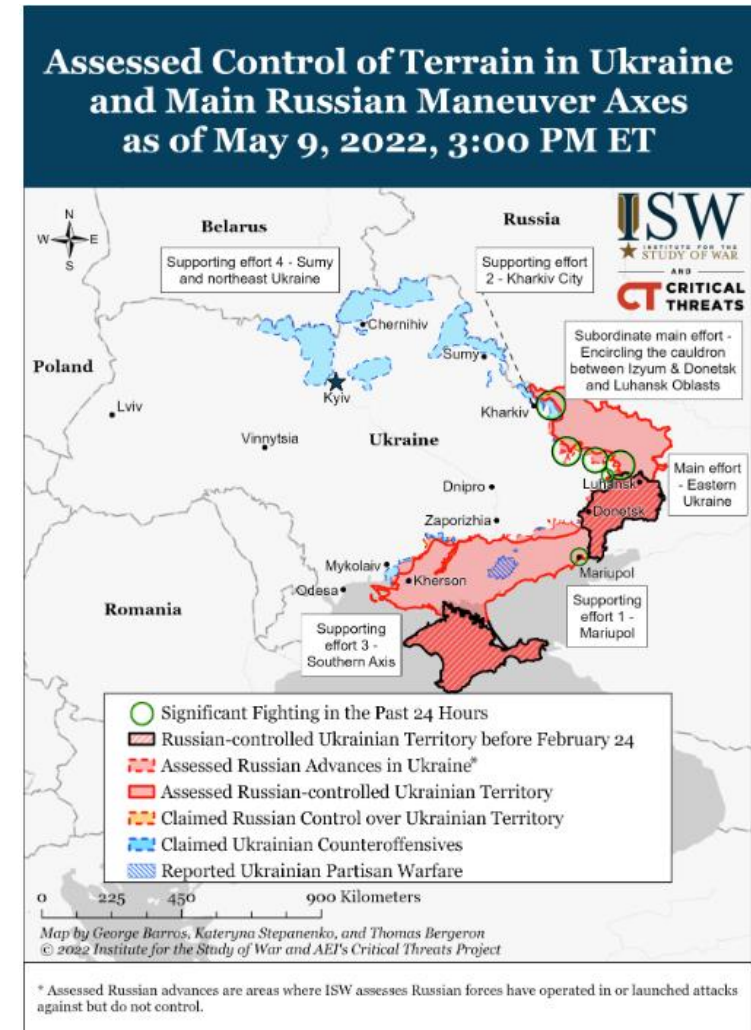 Assessed Control of Terrain in Ukraine
and Main Russian Maneuver Axes
as of May 9, 2022, 3:00 PM ET
N
W E
S
Belarus
Russia
ISW
INSTITUTE FOR THE
STUDY OF WAR
AND
CT CRITICAL
THREATS
Supporting effort 4 - Sumy
and northeast Ukraine
Supporting effort
2 - Kharkiv City
Subordinate main effort -
Encircling the cauldron
between Izyum & Donetsk
and Luhansk Oblasts
Chernihiv
Sumy
Poland
Kyiv
Lviv
Kharkiv
Vinnytsia
Ukraine
Main effort
- Eastern
Ukraine
Luhansk
Dnipro
Donetsk
Zaporizhia
Mykolaiv
Mariupol
Kherson
Odesa
Romania
Supporting
effort 1 -
Mariupol
Supporting
effort 3 -
Southern Axis
Significant Fighting in the Past 24 Hours
Russian-controlled Ukrainian Territory before February 24
Assessed Russian Advances in Ukraine*
Assessed Russian-controlled Ukrainian Territory
Claimed Russian Control over Ukrainian Territory
Claimed Ukrainian Counteroffensives
Reported Ukrainian Partisan Warfare
0 225 450 900 Kilometers
Map by George Barros, Kateryna Stepanenko, and Thomas Bergeron
© 2022 Institute for the Study of War and AEI's Critical Threats Project
* Assessed Russian advances are areas where ISW assesses Russian forces have operated in or launched attacks
against but do not control.